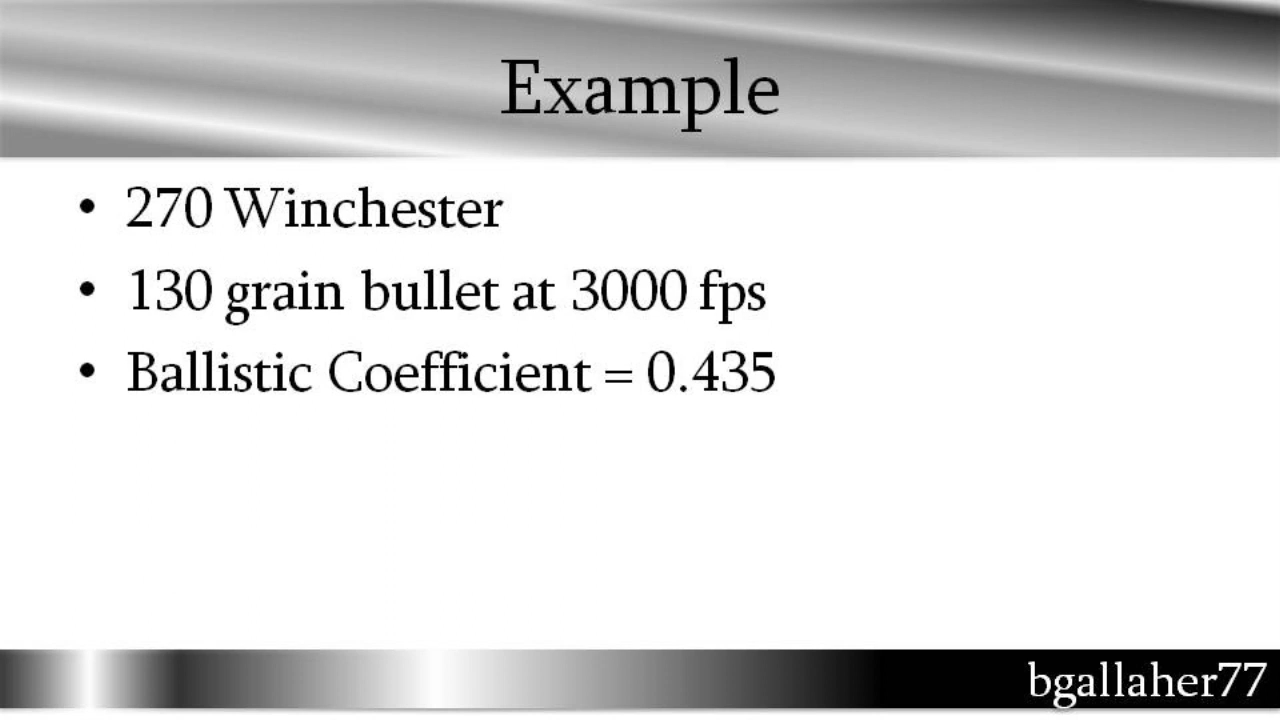 Example
• 270 Winchester
• 130 grain bullet at 3000 fps
• Ballistic Coefficient = 0.435
bgallaher77